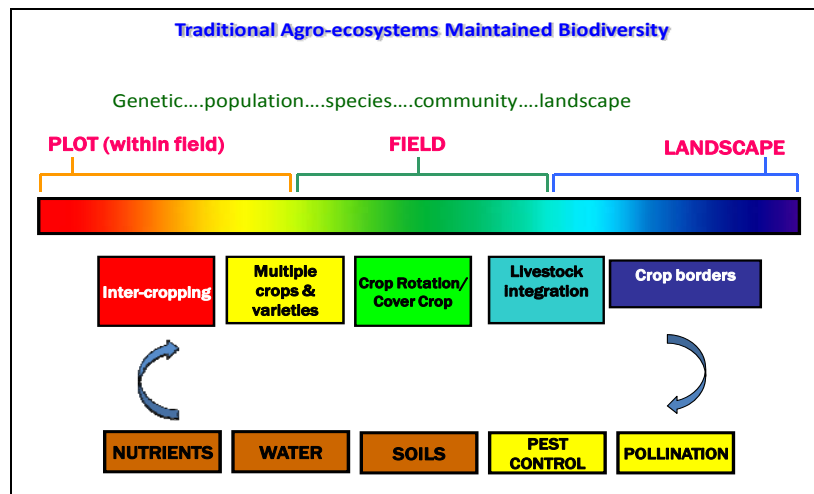 Traditional Agro-ecosystems Maintained Biodiversity
Genetic....population....species....community....landscape
PLOT (within field)
FIELD
LANDSCAPE
Inter-cropping
Multiple
crops &
varieties
Crop Rotation/
Cover Crop
Livestock
integration
Crop borders
NUTRIENTS
WATER
SOILS
PEST
CONTROL
POLLINATION